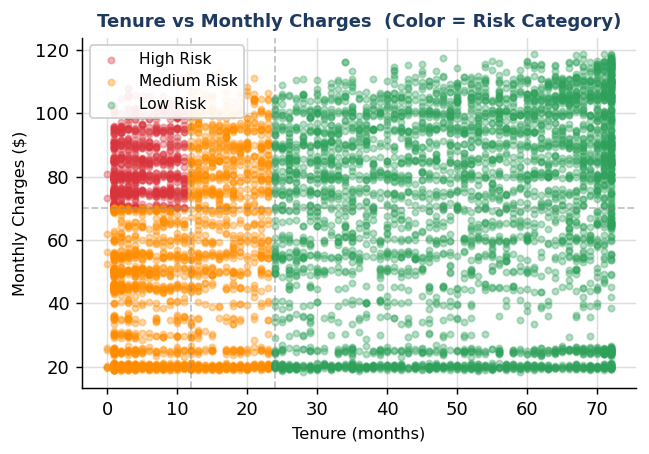 Tenure vs Monthly Charges  (Color = Risk Category)
High Risk
Medium Risk
Low Risk
Monthly Charges ($)
120
100
80
60
40
20
0 10 20 30 40 50 60 70
Tenure (months)